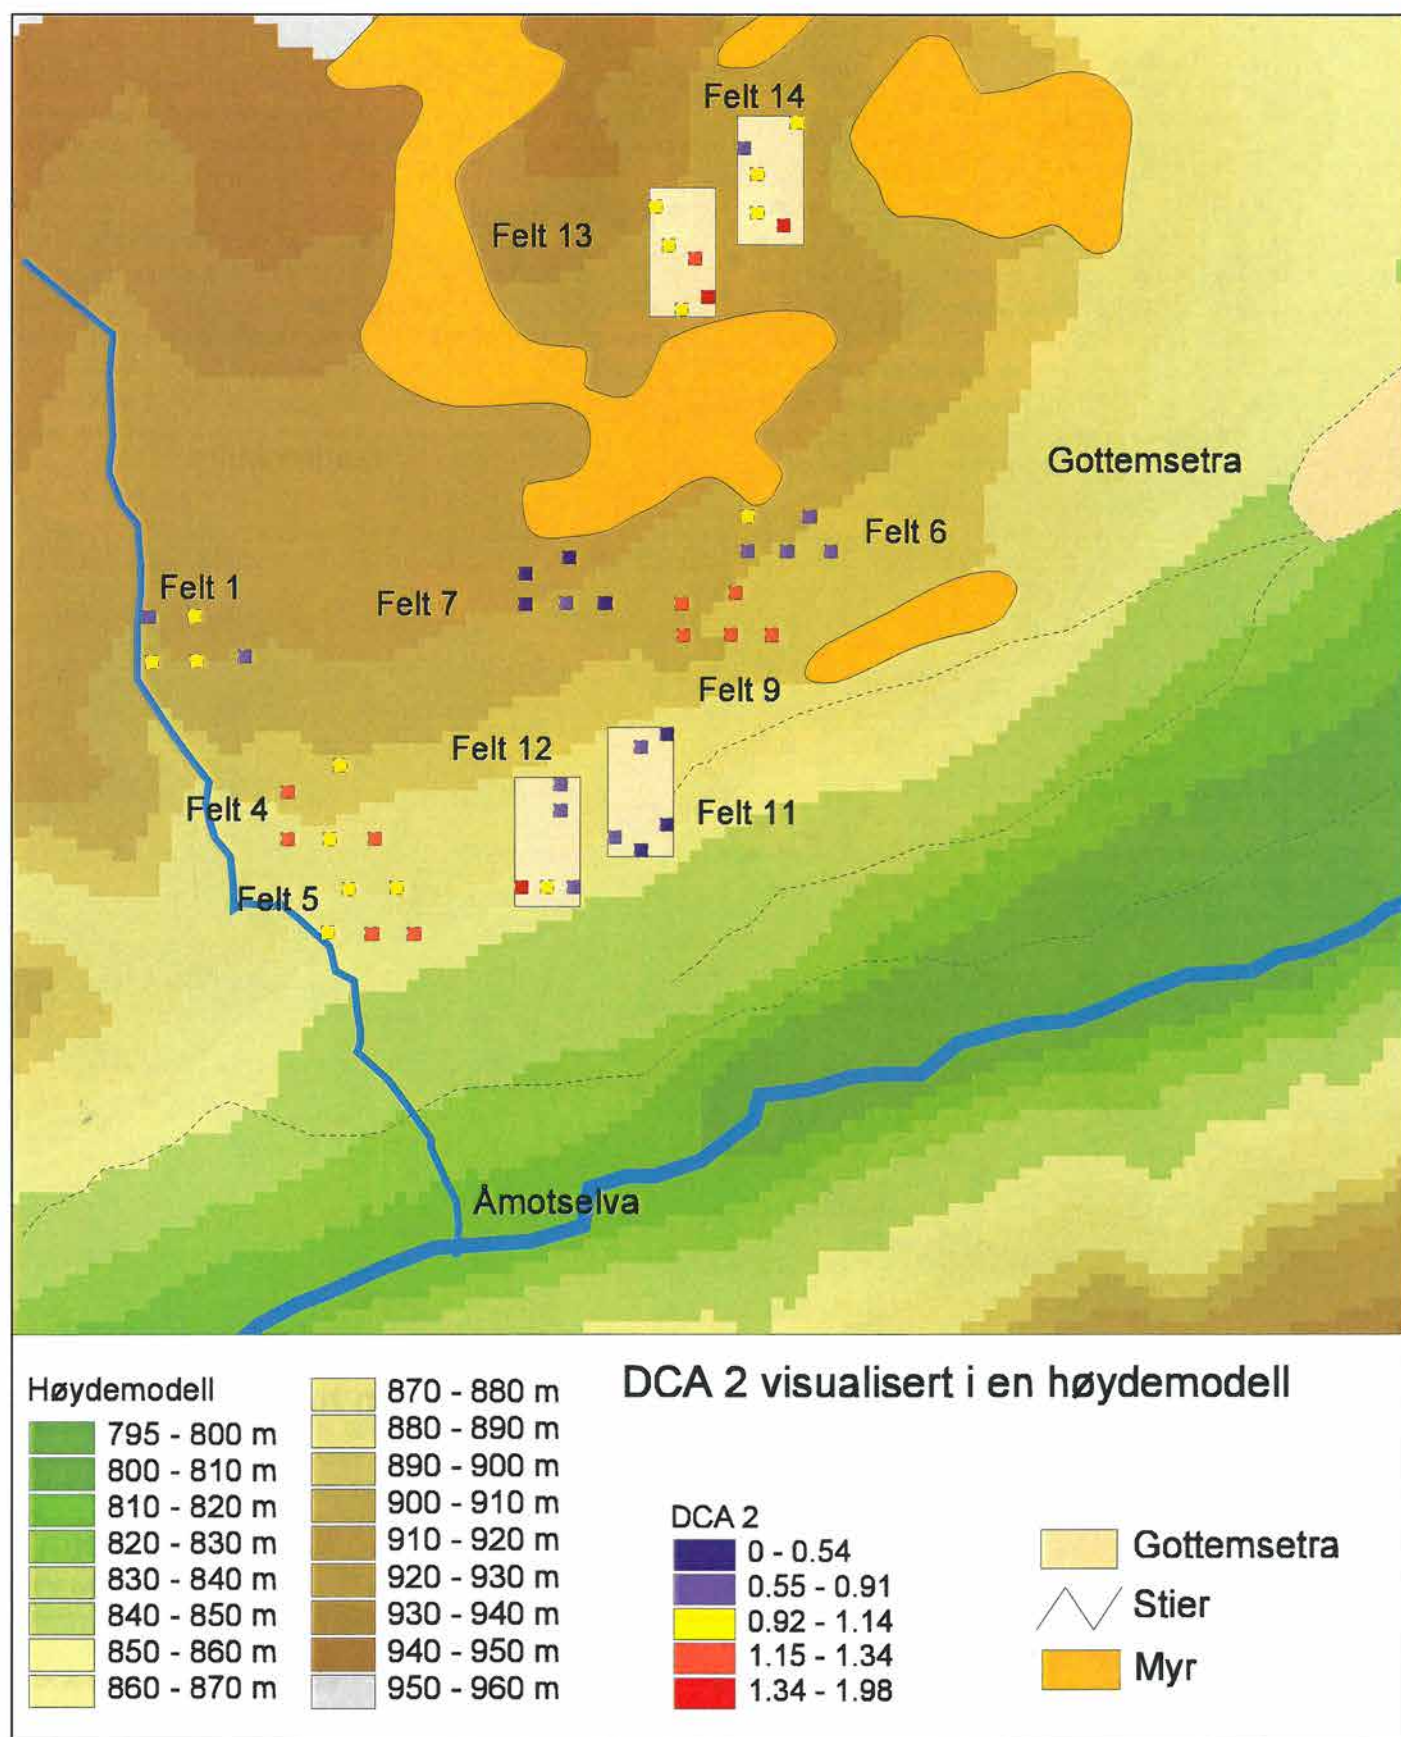 Felt 14
Felt 13
Gottemsetra
Felt 6
Felt 1
Felt 7
Felt 9
Felt 12
Felt 4
Felt 11
Felt 5
Åmotselva
DCA 2 visualisert i en høydemodell
Høydemodell
795 - 800 m
800 - 810 m
810 - 820 m
820 - 830 m
830 - 840 m
840 - 850 m
850 - 860 m
860 - 870 m
870 - 880 m
880 - 890 m
890 - 900 m
900 - 910 m
910 - 920 m
920 - 930 m
930 - 940 m
940 - 950 m
950 - 960 m
DCA 2
0 - 0.54
0.55 - 0.91
0.92 - 1.14
1.15 - 1.34
1.34 - 1.98
Gottemsetra
Stier
Myr